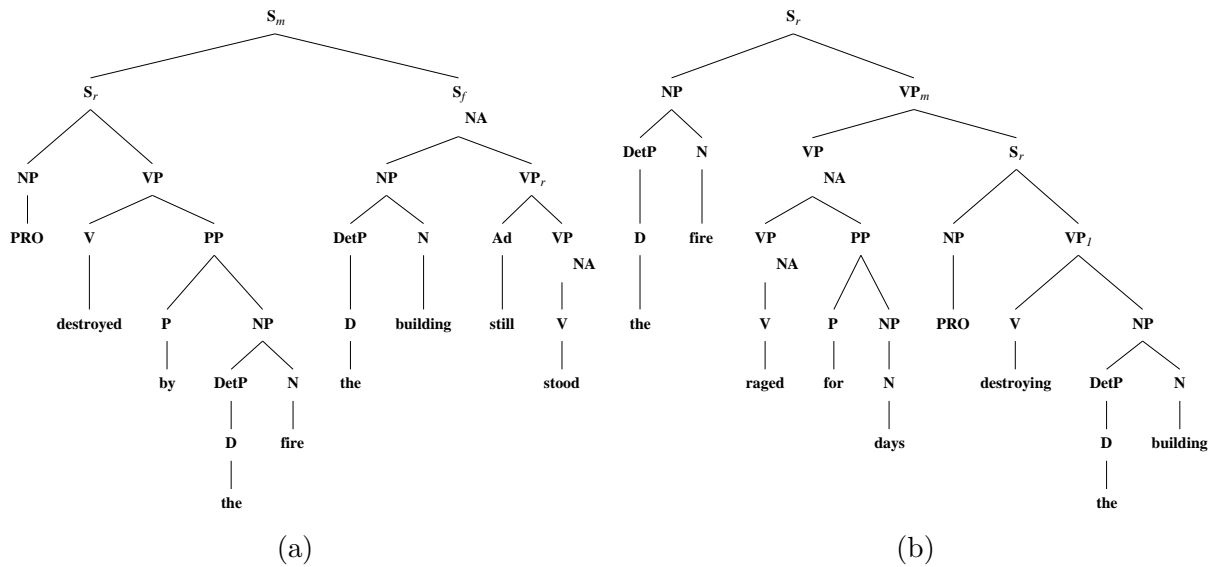 S_m S_r
S_r S_f NP VP_m
NA
DetP N VP S_r
NP VP NP VP_r NA
PRO V PP DetP N Ad VP D fire VP PP NP VP_1
NA NA
destroyed P NP D building still V the V P NP PRO V NP
by DetP N the stood raged for N destroying DetP N
D fire days D building
the the
(a) (b)